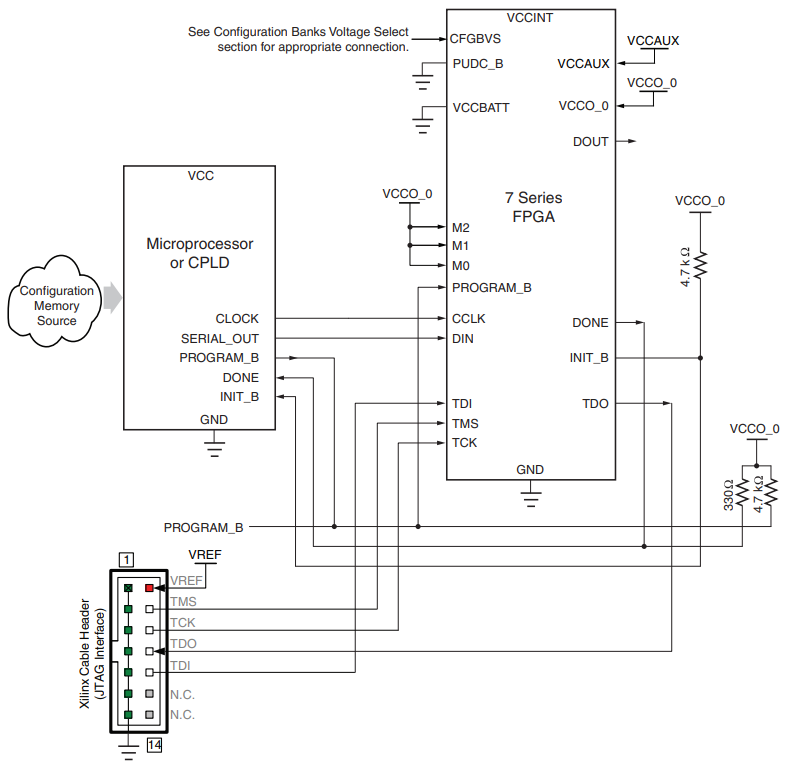 VCCINT
See Configuration Banks Voltage Select
section for appropriate connection.
CFGBVS
PUDC_B
VCCBATT
VCCAUX
VCCAUX
VCCO_0
VCCO_0
DOUT
7 Series
FPGA
VCCO_0
M2
M1
M0
PROGRAM_B
CCLK
DIN
TDI
TMS
TCK
DONE
INIT_B
TDO
GND
VCCO_0
4.7 k Ω
VCC
Microprocessor
or CPLD
CLOCK
SERIAL_OUT
PROGRAM_B
DONE
INIT_B
GND
Configuration
Memory
Source
VCCO_0
330Ω
4.7 kΩ
PROGRAM_B
1
VREF
VREF
TMS
TCK
TDO
TDI
N.C.
N.C.
14
Xilinx Cable Header
(JTAG Interface)